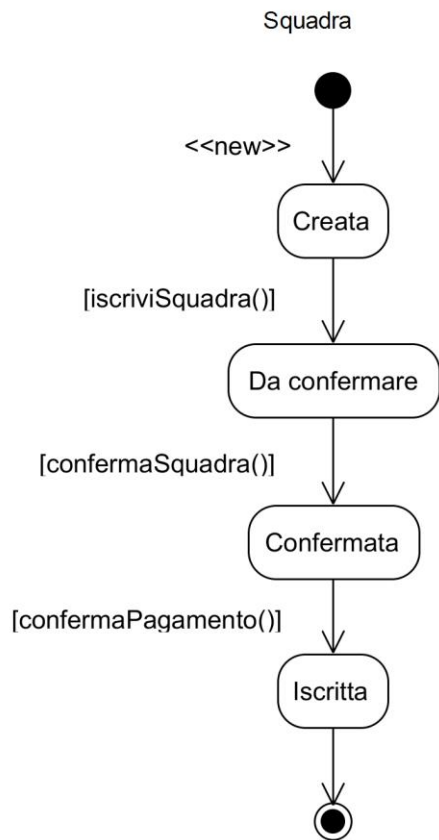 Squadra
<<new>>
Creata
[iscriviSquadra()]
Da confermare
[confermaSquadra()]
Confermata
[confermaPagamento()]
Iscritta